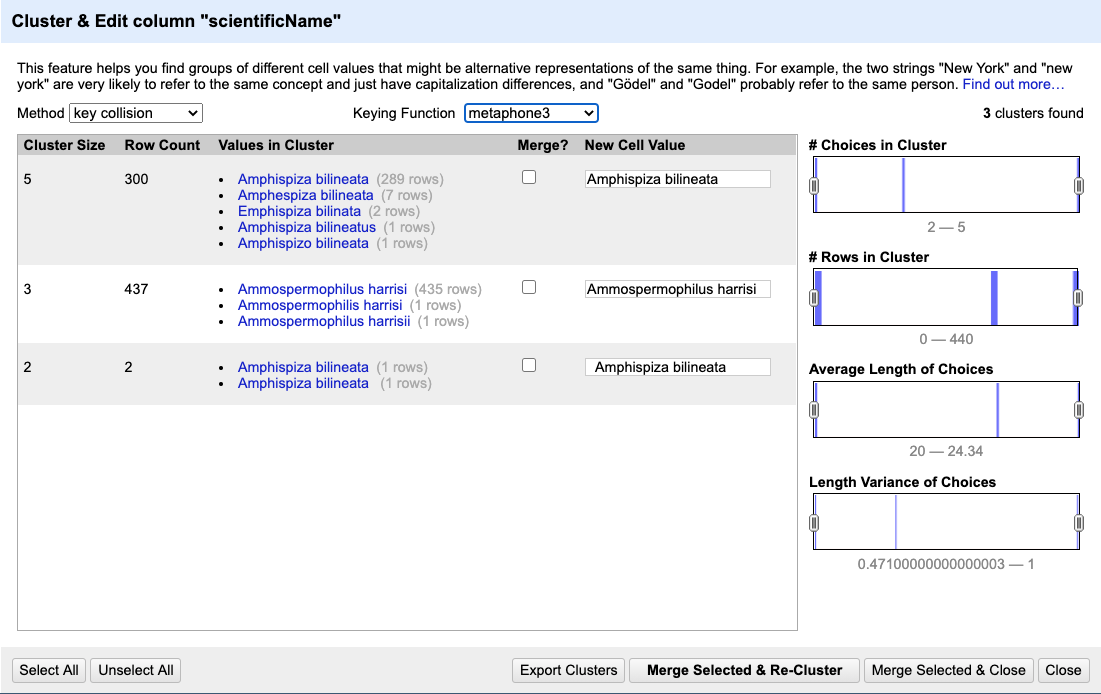 Cluster & Edit column "scientificName"
This feature helps you find groups of different cell values that might be alternative representations of the same thing. For example, the two strings "New York" and "new
york" are very likely to refer to the same concept and just have capitalization differences, and "Gödel" and "Godel" probably refer to the same person. Find out more…
Method key collision Keying Function metaphone3 3 clusters found
Cluster Size Row Count Values in Cluster Merge? New Cell Value
5 300 • Amphispiza bilineata (289 rows) Amphispiza bilineata
• Amphespiza bilineata (7 rows)
• Emphispiza bilinata (2 rows)
• Amphispiza bilineatus (1 rows)
• Amphispizo bilineata (1 rows)
3 437 • Ammospermophilus harrisi (435 rows) Ammospermophilus harrisi
• Ammospermophilis harrisi (1 rows)
• Ammospermophilus harrisii (1 rows)
2 2 • Amphispiza bilineata (1 rows) Amphispiza bilineata
• Amphispiza bilineata (1 rows)
# Choices in Cluster
2 — 5
# Rows in Cluster
0 — 440
Average Length of Choices
20 — 24.34
Length Variance of Choices
0.47100000000000003 — 1
Select All Unselect All Export Clusters Merge Selected & Re-Cluster Merge Selected & Close Close